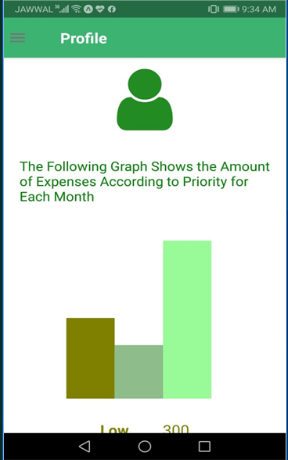 JAWWAL 9:34 AM
Profile
The Following Graph Shows the Amount
of Expenses According to Priority for
Each Month
Low 300